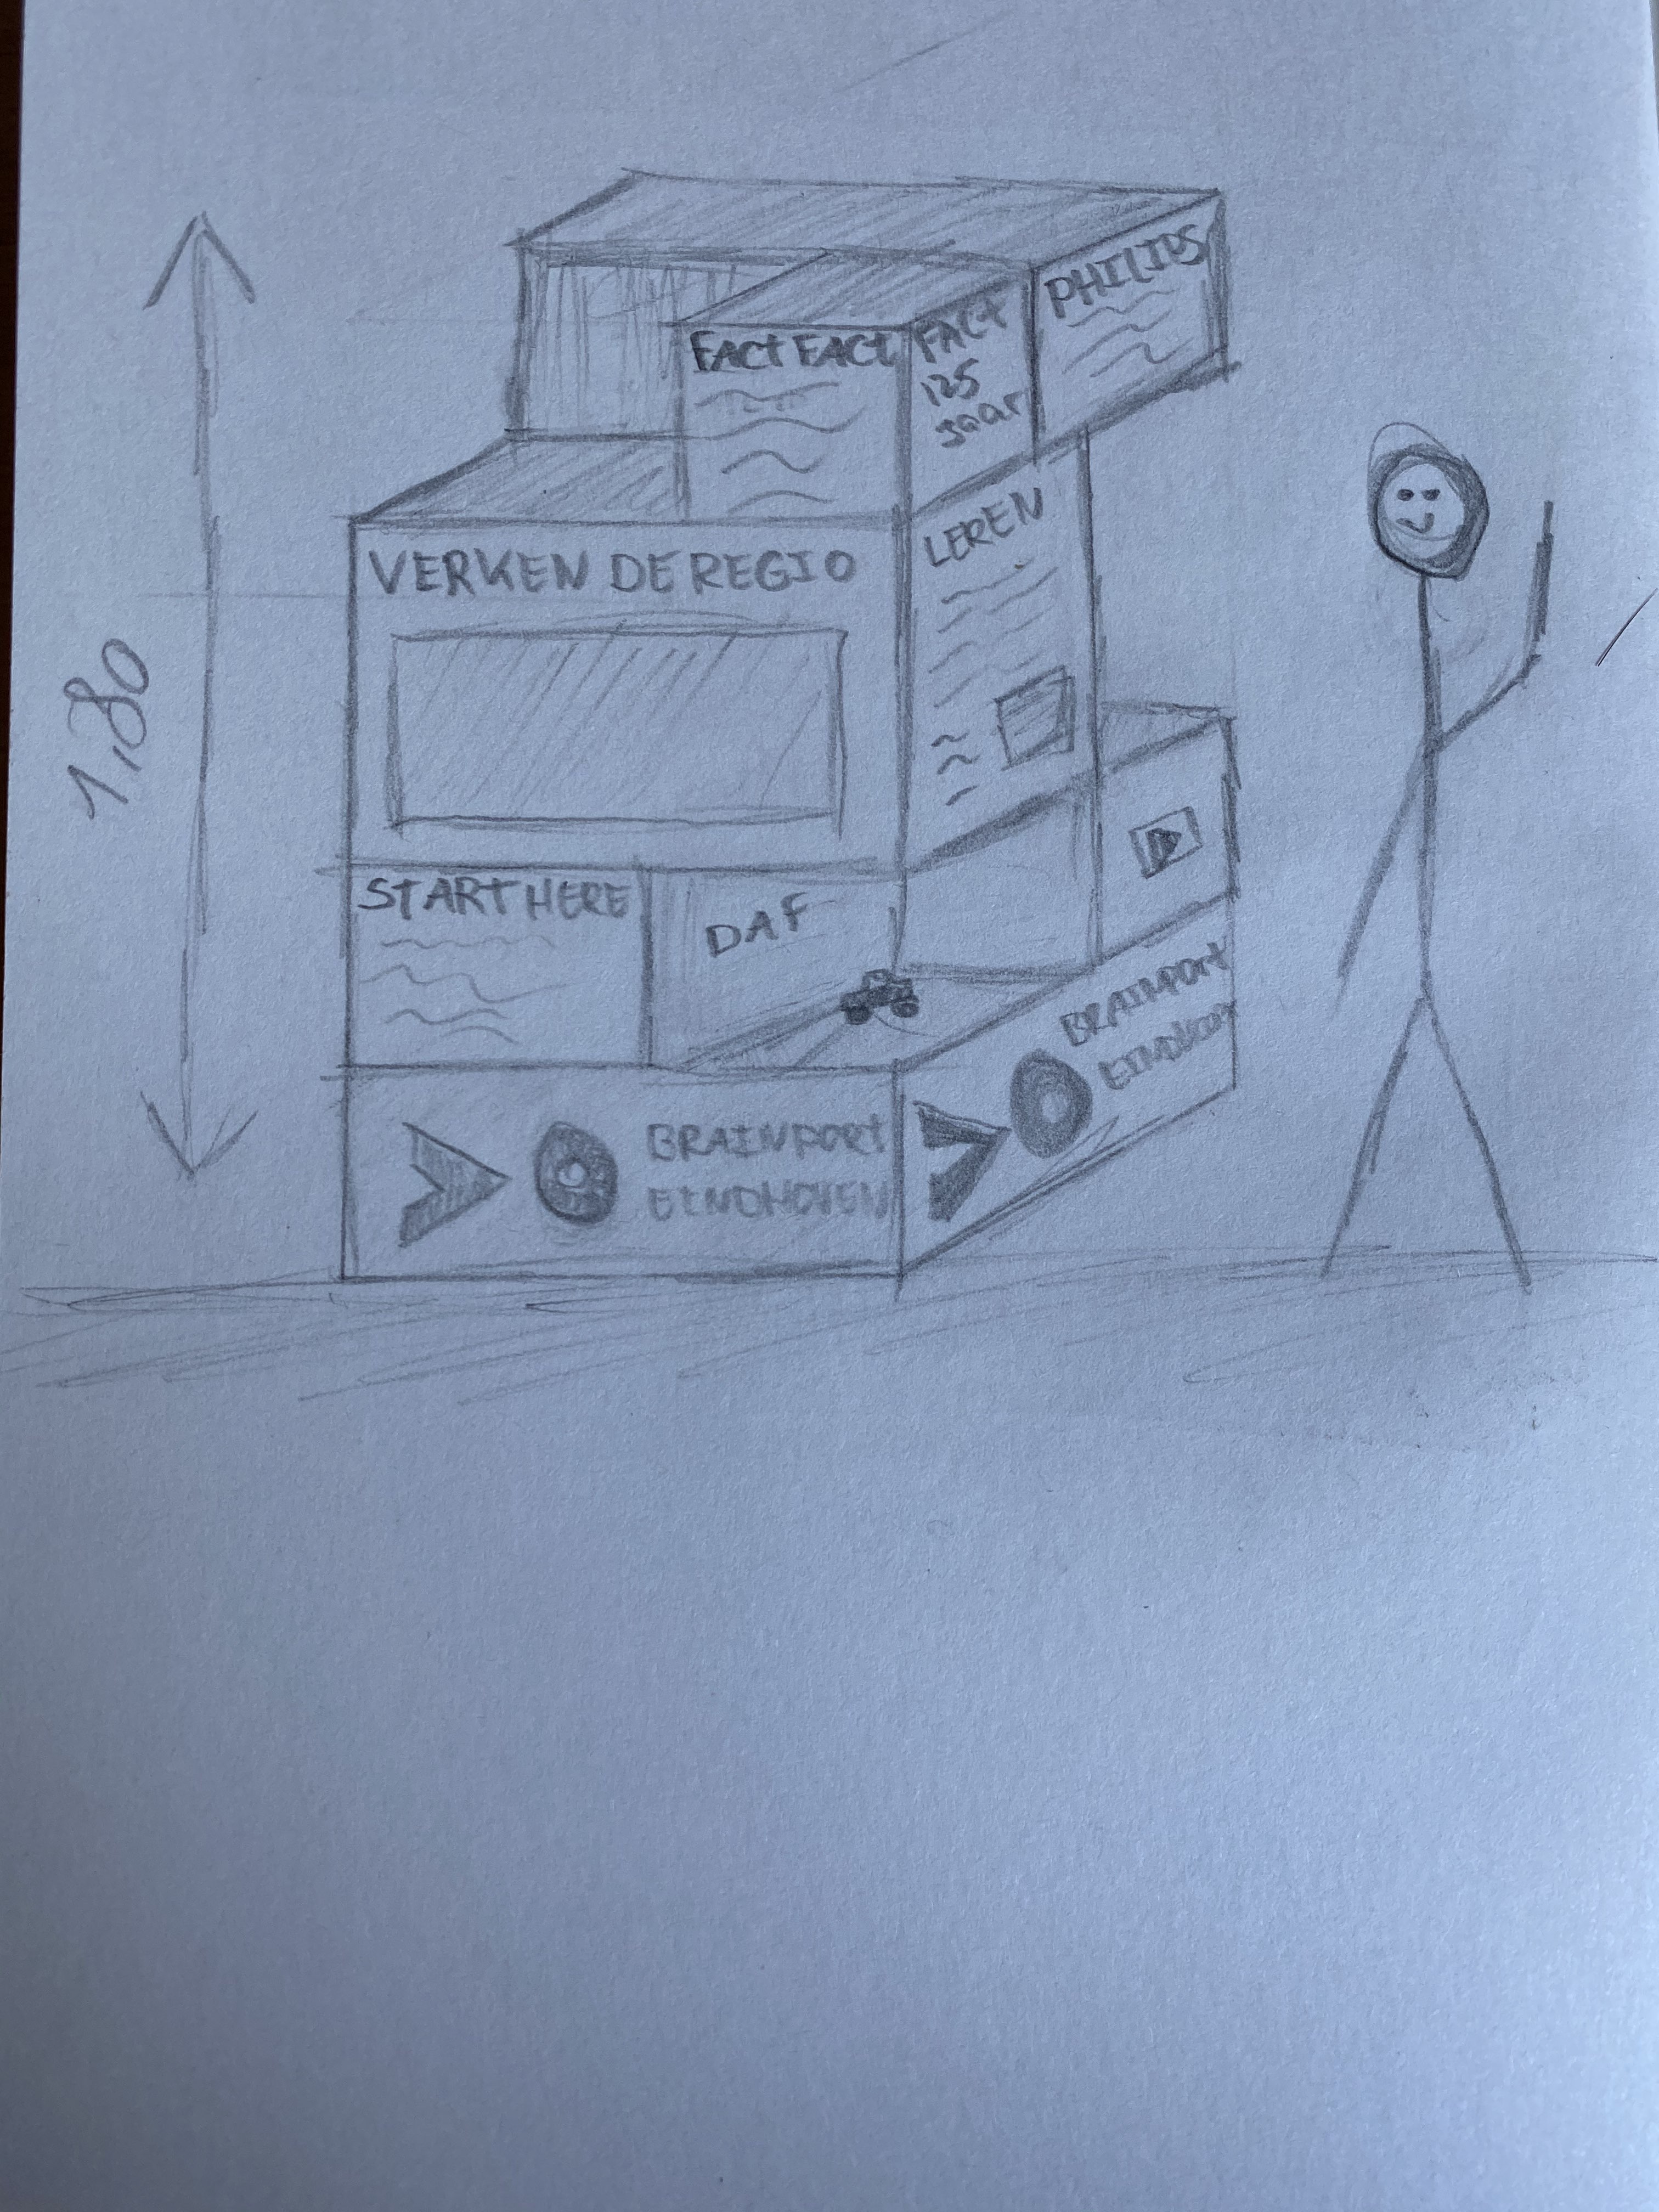 PHILIPS
FACT FACT
FACT
125
jaar
LEREN
VERKEN DE REGIO
1,80
START HERE
DAF
BRAINPORT
EINDHOVEN
BRAINPORT
EINDHOVEN